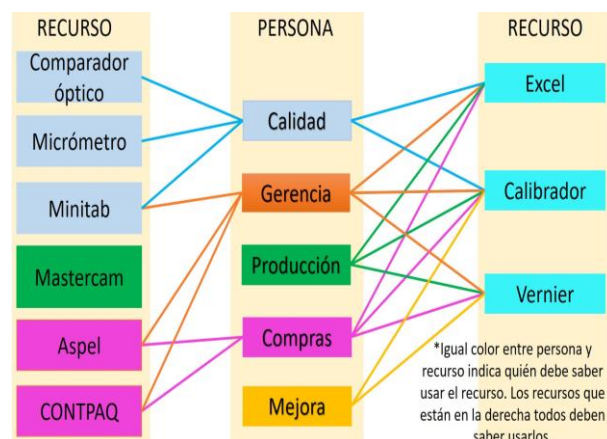 RECURSO
Comparador
óptico
Micrómetro
Minitab
Mastercam
Aspel
CONTPAQ
PERSONA
Calidad
Gerencia
Producción
Compras
Mejora
RECURSO
Excel
Calibrador
Vernier
*Igual color entre persona y
recurso indica quién debe saber
usar el recurso. Los recursos que
están en la derecha todos deben
saber usarlos